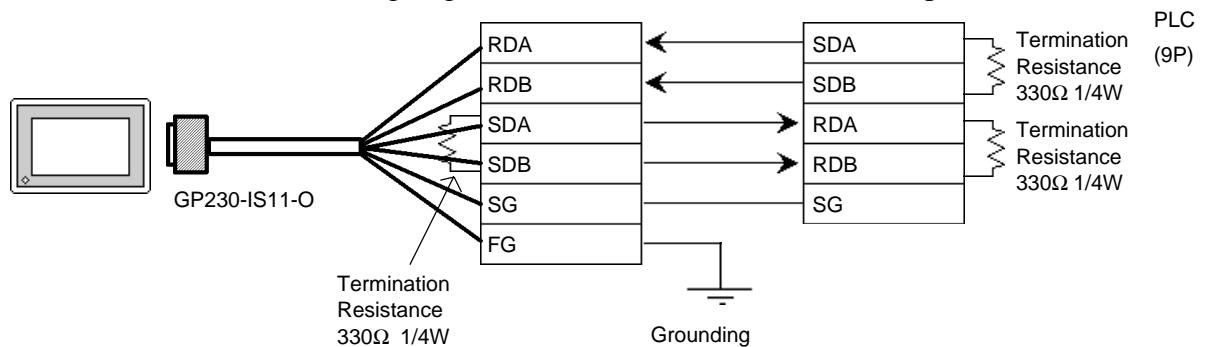 PLC
(9P)
RDA
RDB
SDA
SDB
SG
FG
SDA
SDB
RDA
RDB
SG
Termination
Resistance
330Ω 1/4W
Termination
Resistance
330Ω 1/4W
GP230-IS11-O
Termination
Resistance
330Ω 1/4W
Grounding